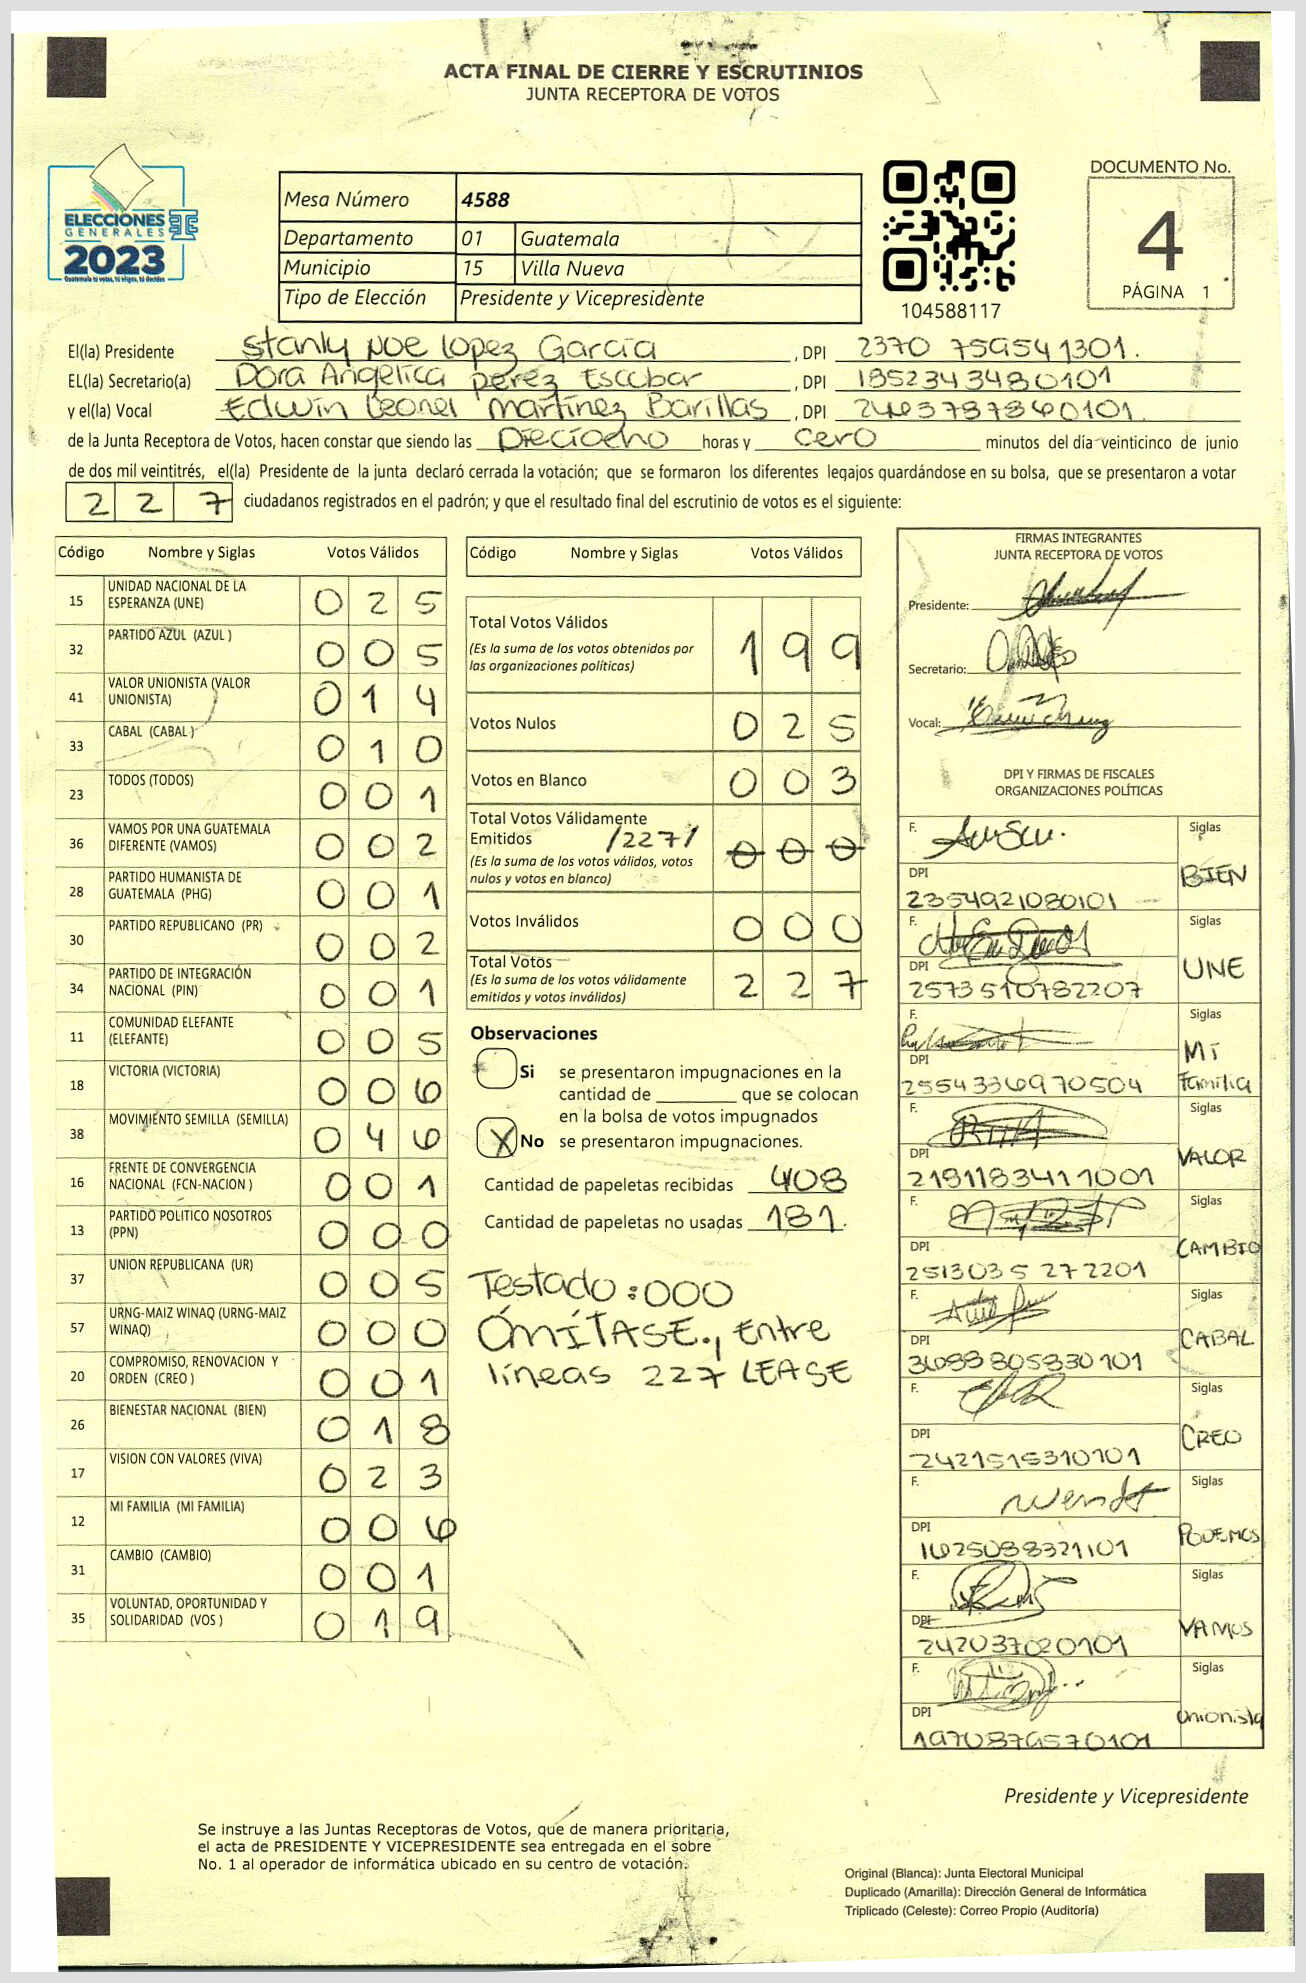 ACTA FINAL DE CIERRE Y ESCRUTINIOS
JUNTA RECEPTORA DE VOTOS
ELECCIONES
GENERALES
2023
Guatemala tú votas, tú eliges, tú decides
Mesa Número 4588
Departamento 01 Guatemala
Municipio 15 Villa Nueva
Tipo de Elección Presidente y Vicepresidente
104588117
DOCUMENTO No.
4
PÁGINA 1
El(la) Presidente Stanly Noe Lopez García , DPI 2370 759541301.
EL(la) Secretario(a) Dora Angelica perez Escobar , DPI 1852343480101
y el(la) Vocal Edwin Leonel Martínez Barillas , DPI 2463787860101.
de la Junta Receptora de Votos, hacen constar que siendo las Dieciocho horas y cero minutos del día veinticinco de junio
de dos mil veintitrés, el(la) Presidente de la junta declaró cerrada la votación; que se formaron los diferentes legajos quardándose en su bolsa, que se presentaron a votar
2 2 7 ciudadanos registrados en el padrón; y que el resultado final del escrutinio de votos es el siguiente:
Código Nombre y Siglas Votos Válidos
15 UNIDAD NACIONAL DE LA ESPERANZA (UNE) 0 2 5
32 PARTIDO AZUL (AZUL ) 0 0 5
41 VALOR UNIONISTA (VALOR UNIONISTA) 0 1 4
33 CABAL (CABAL ) 0 1 0
23 TODOS (TODOS) 0 0 1
36 VAMOS POR UNA GUATEMALA DIFERENTE (VAMOS) 0 0 2
28 PARTIDO HUMANISTA DE GUATEMALA (PHG) 0 0 1
30 PARTIDO REPUBLICANO (PR) 0 0 2
34 PARTIDO DE INTEGRACIÓN NACIONAL (PIN) 0 0 1
11 COMUNIDAD ELEFANTE (ELEFANTE) 0 0 5
18 VICTORIA (VICTORIA) 0 0 6
38 MOVIMIENTO SEMILLA (SEMILLA) 0 4 6
16 FRENTE DE CONVERGENCIA NACIONAL (FCN-NACION ) 0 0 1
13 PARTIDO POLITICO NOSOTROS (PPN) 0 0 0
37 UNION REPUBLICANA (UR) 0 0 5
57 URNG-MAIZ WINAQ (URNG-MAIZ WINAQ) 0 0 0
20 COMPROMISO, RENOVACION Y ORDEN (CREO ) 0 0 1
26 BIENESTAR NACIONAL (BIEN) 0 1 8
17 VISION CON VALORES (VIVA) 0 2 3
12 MI FAMILIA (MI FAMILIA) 0 0 6
31 CAMBIO (CAMBIO) 0 0 1
35 VOLUNTAD, OPORTUNIDAD Y SOLIDARIDAD (VOS ) 0 1 9
Código Nombre y Siglas Votos Válidos
Total Votos Válidos 1 9 9
(Es la suma de los votos obtenidos por
las organizaciones políticas)
Votos Nulos 0 2 5
Votos en Blanco 0 0 3
Total Votos Válidamente
Emitidos /227/ 0 0 0
(Es la suma de los votos válidos, votos
nulos y votos en blanco)
Votos Inválidos 0 0 0
Total Votos 2 2 7
(Es la suma de los votos válidamente
emitidos y votos inválidos)
Observaciones
Si se presentaron impugnaciones en la
cantidad de ________ que se colocan
en la bolsa de votos impugnados
X No se presentaron impugnaciones.
Cantidad de papeletas recibidas 408
Cantidad de papeletas no usadas 181.
Testado: 000
OMÍTASE., Entre
líneas 227 LEASE
FIRMAS INTEGRANTES
JUNTA RECEPTORA DE VOTOS
Presidente:
Secretario:
Vocal:
DPI Y FIRMAS DE FISCALES
ORGANIZACIONES POLÍTICAS
F. Siglas
DPI BIEN
2354921080101
F. Siglas
DPI UNE
2573510782207
F. Siglas
DPI Mi Familia
2554336970504
F. Siglas
DPI VALOR
2181183411001
F. Siglas
DPI CAMBIO
2513035 272201
F. Siglas
DPI CABAL
3088805830101
F. Siglas
DPI CREO
2421515310101
F. Siglas
DPI PODEMOS
1625088321101
F. Siglas
DPI VAMOS
242037020101
F. Siglas
DPI Unionista
1970879570101
Presidente y Vicepresidente
Se instruye a las Juntas Receptoras de Votos, que de manera prioritaria,
el acta de PRESIDENTE Y VICEPRESIDENTE sea entregada en el sobre
No. 1 al operador de informática ubicado en su centro de votación.
Original (Blanca): Junta Electoral Municipal
Duplicado (Amarilla): Dirección General de Informática
Triplicado (Celeste): Correo Propio (Auditoría)